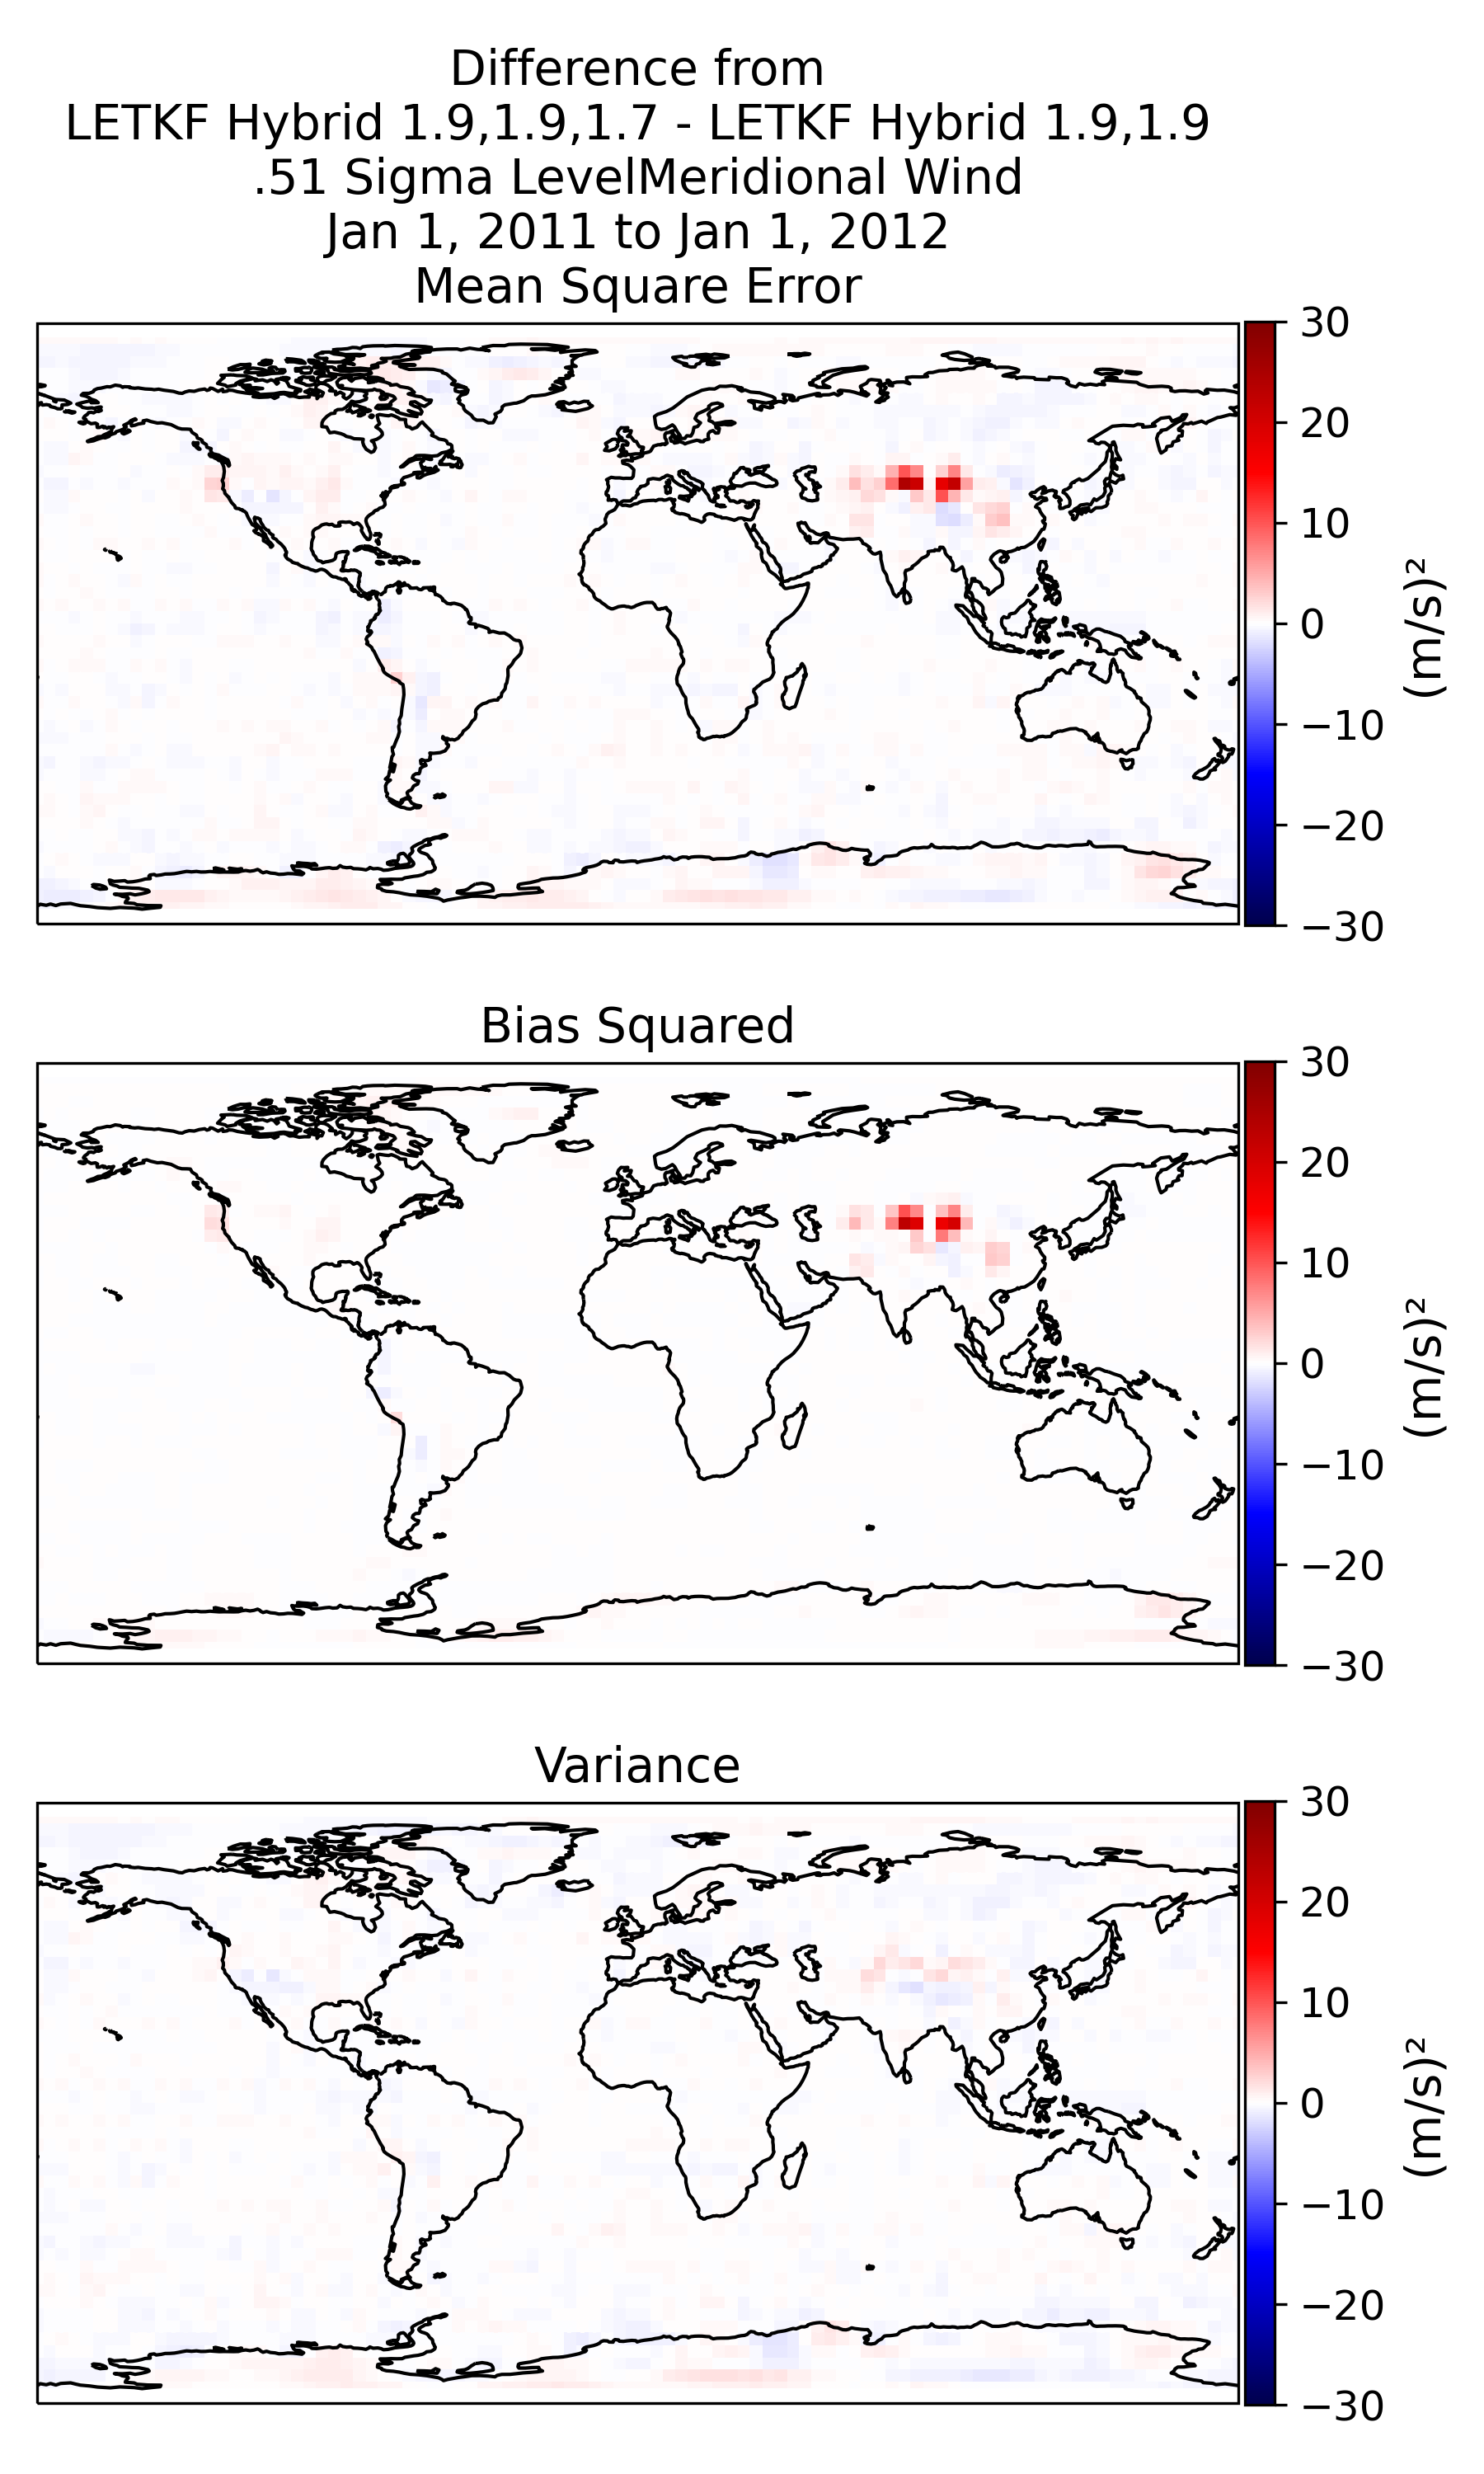 Difference from
LETKF Hybrid 1.9,1.9,1.7 - LETKF Hybrid 1.9,1.9
.51 Sigma LevelMeridional Wind
Jan 1, 2011 to Jan 1, 2012
Mean Square Error
30
20
10
0
−10
−20
−30
(m/s)²
Bias Squared
30
20
10
0
−10
−20
−30
(m/s)²
Variance
30
20
10
0
−10
−20
−30
(m/s)²